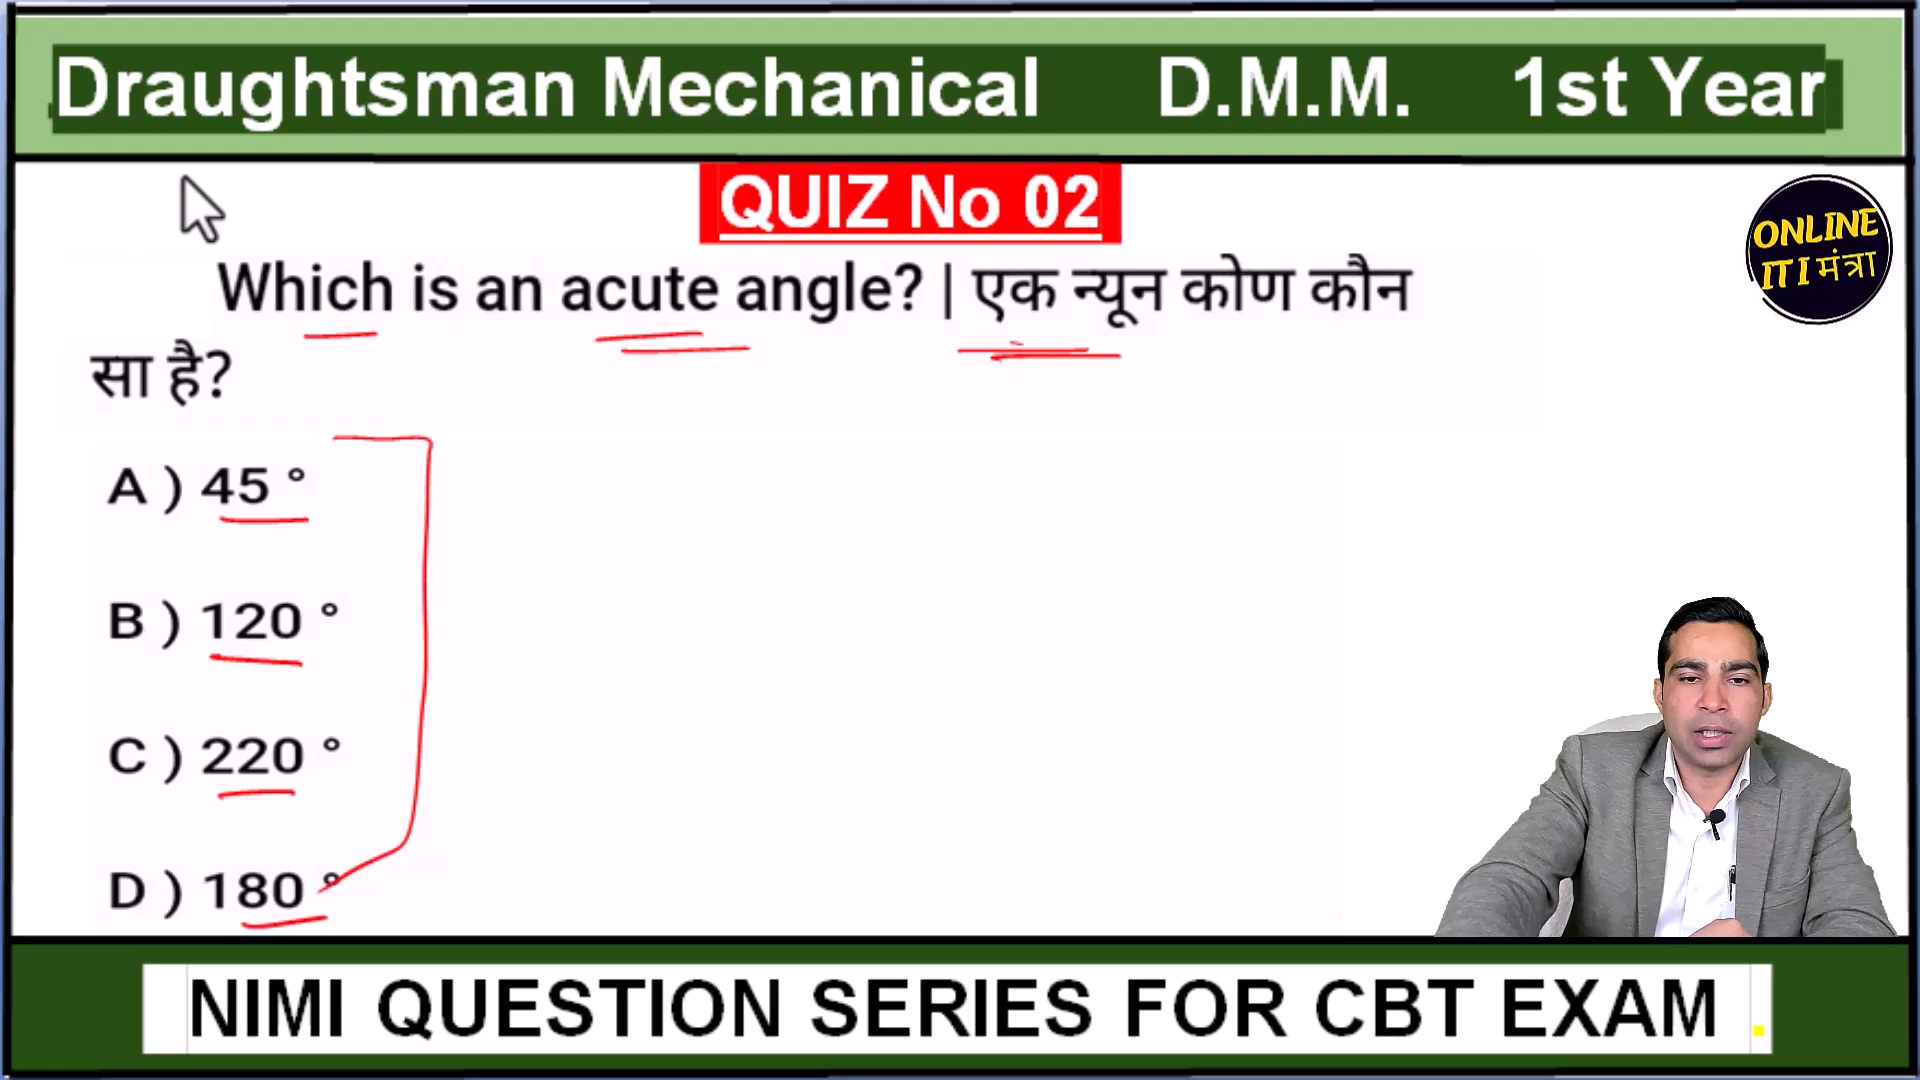 Draughtsman Mechanical D.M.M. 1st Year
QUIZ No 02
ONLINE
ITI मंत्रा
Which is an acute angle? | एक न्यून कोण कौन
सा है?
A ) 45 °
B ) 120 °
C ) 220 °
D ) 180 °
NIMI QUESTION SERIES FOR CBT EXAM .